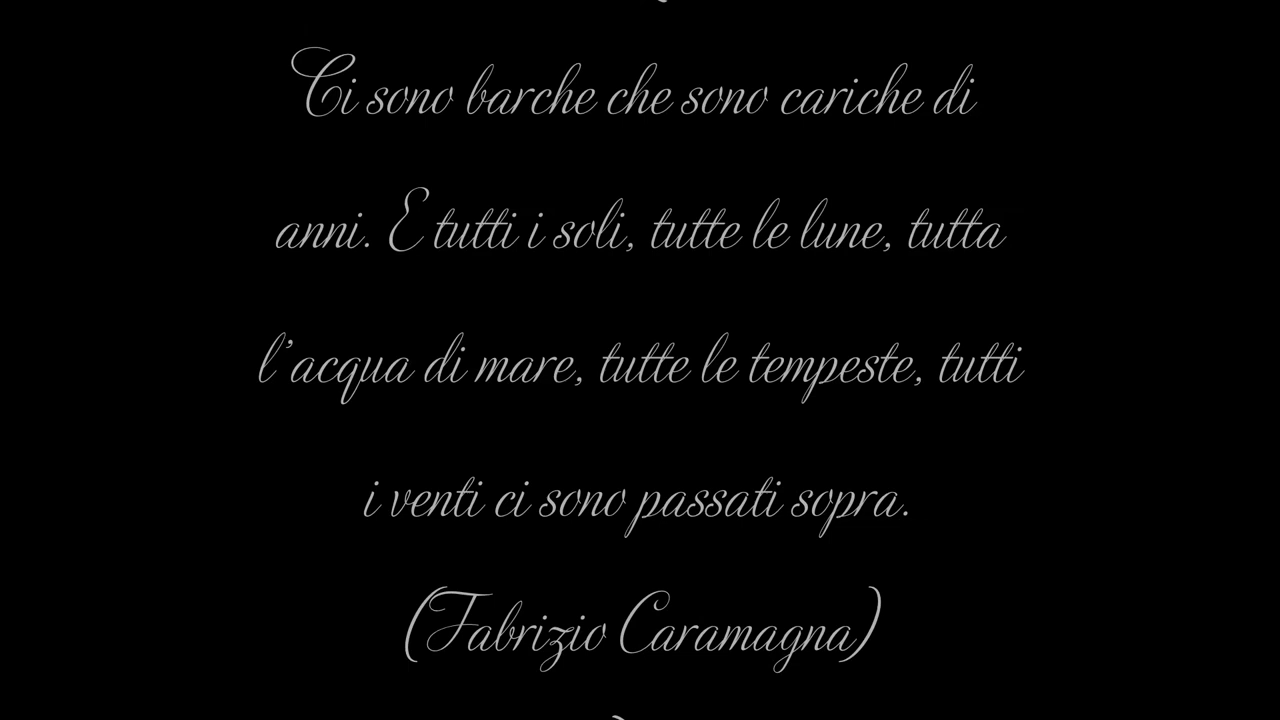 Ci sono barche che sono cariche di
anni. E tutti i soli, tutte le lune, tutta
l'acqua di mare, tutte le tempeste, tutti
i venti ci sono passati sopra.
(Fabrizio Caramagna)